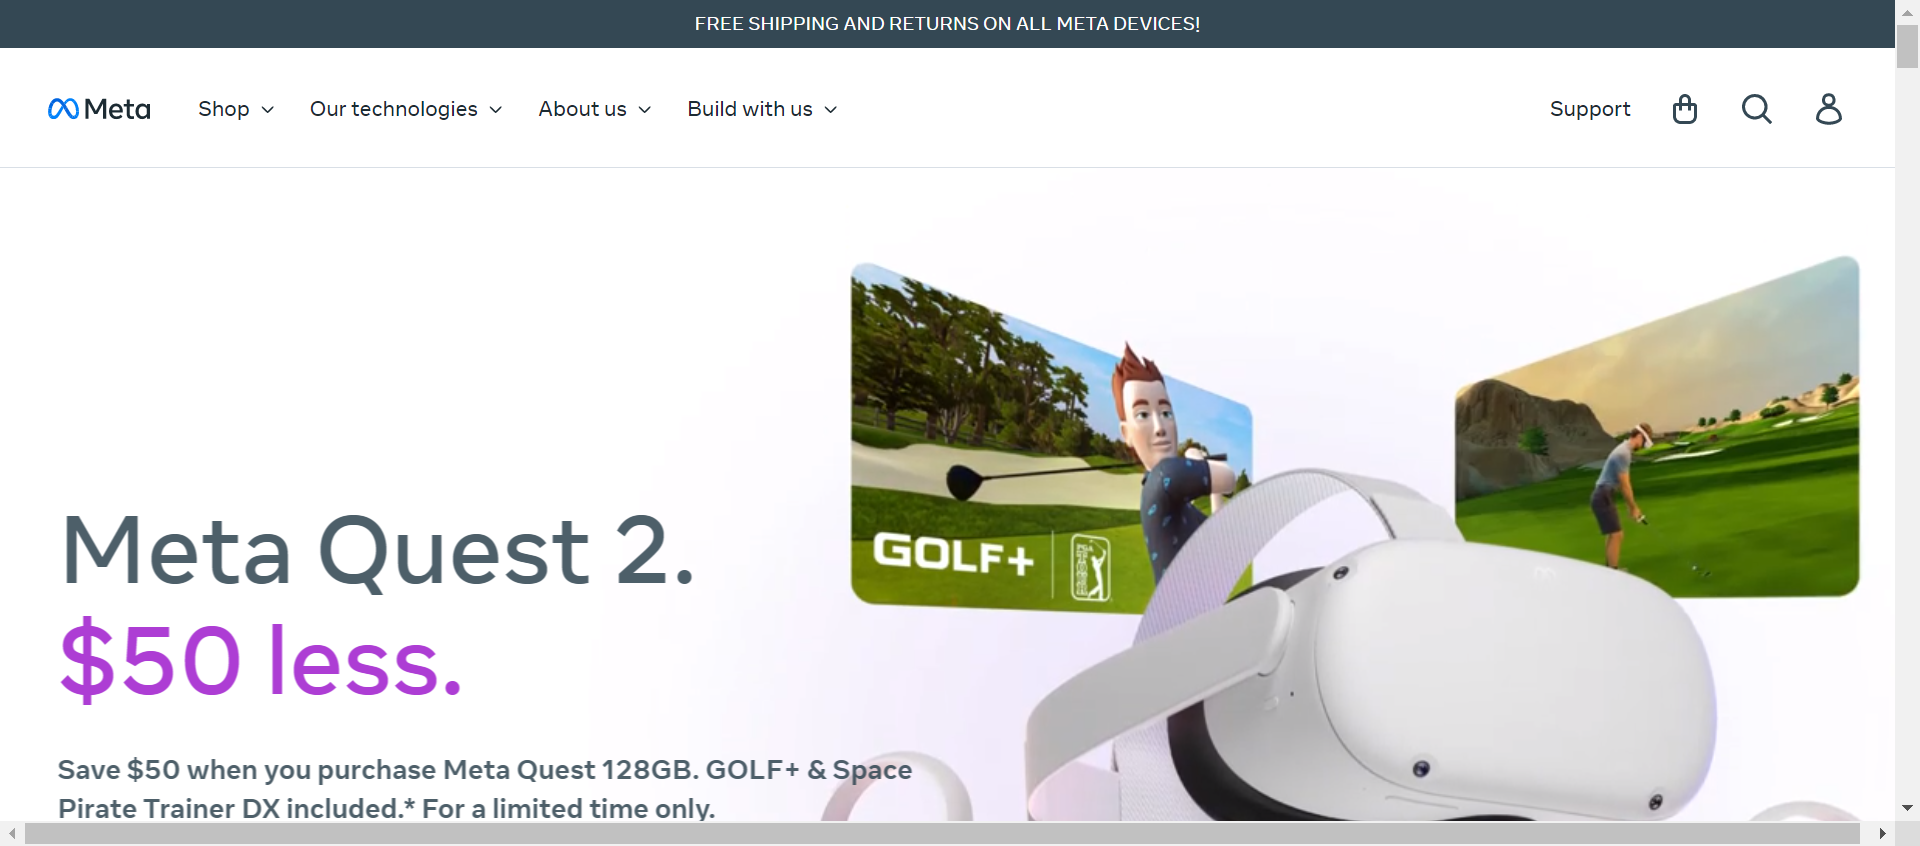 FREE SHIPPING AND RETURNS ON ALL META DEVICES!
Meta
Shop
Our technologies
About us
Build with us
Support
GOLF+
PGA
Meta Quest 2.
$50 less.
Save $50 when you purchase Meta Quest 128GB. GOLF+ & Space
Pirate Trainer DX included.* For a limited time only.